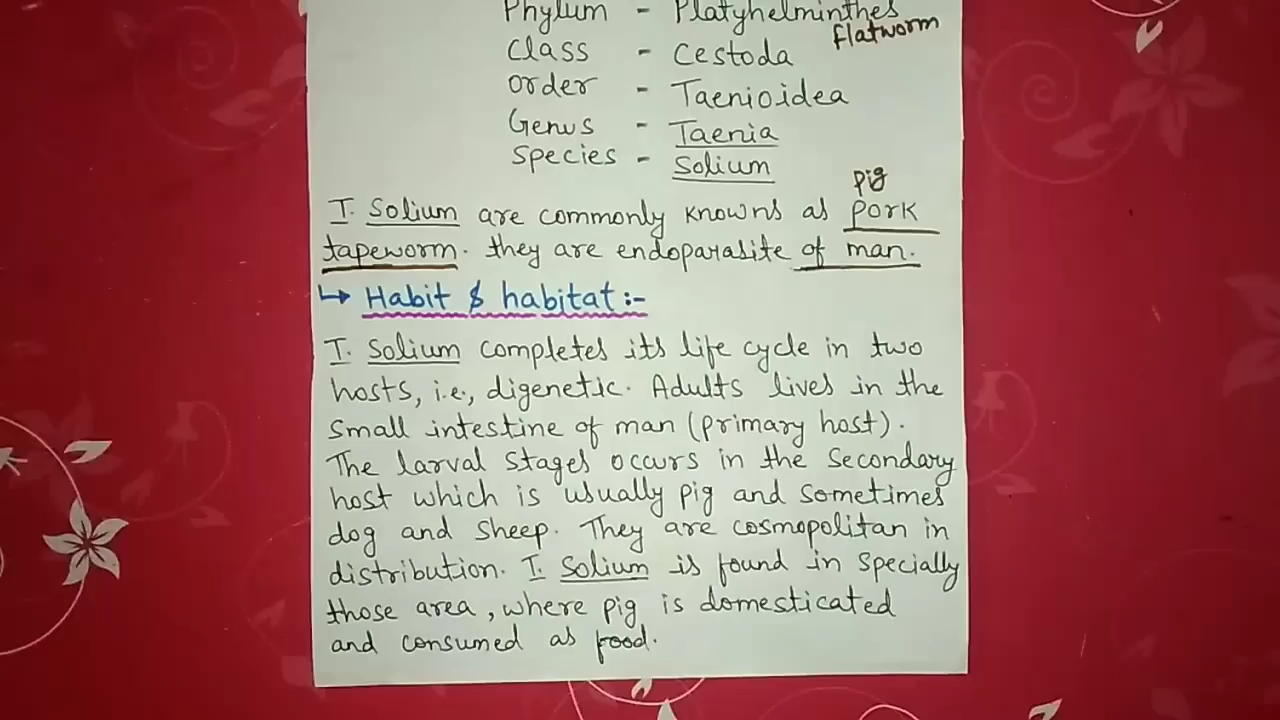 Phylum - Platyhelminthes
flatworm
Class - Cestoda
Order - Taenioidea
Genus - Taenia
Species - Solium
pig
T. Solium are commonly knowns as pork
tapeworm. they are endoparasite of man.
↳ Habit & habitat:-
T. Solium completes its life cycle in two
hosts, i.e., digenetic. Adults lives in the
small intestine of man (primary host).
The larval stages occurs in the secondary
host which is usually pig and sometimes
dog and sheep. They are cosmopolitan in
distribution. T. Solium is found in specially
those area, where pig is domesticated
and consumed as food.